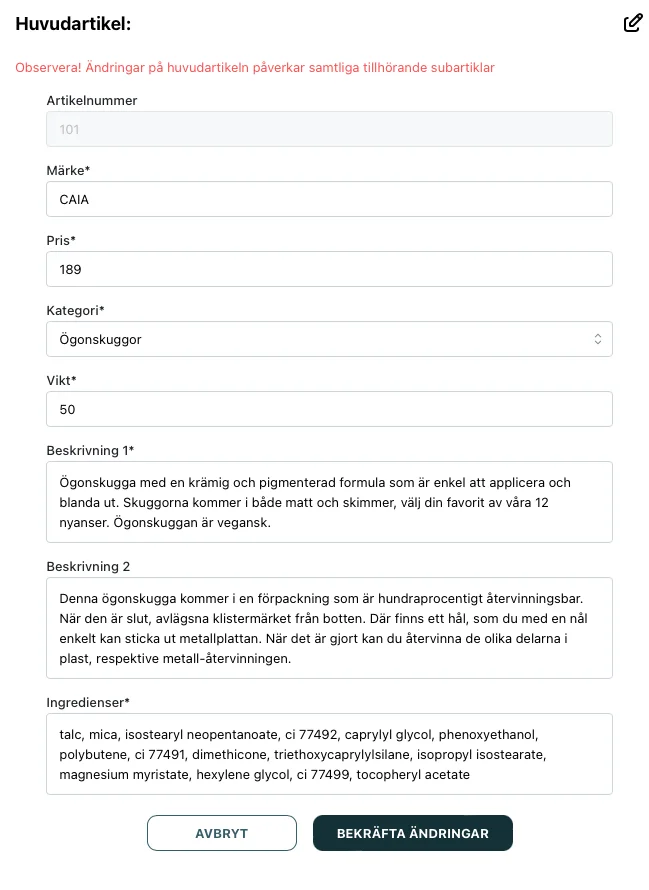 Huvudartikel:
Observera! Ändringar på huvudartikeln påverkar samtliga tillhörande subartiklar
Artikelnummer
101
Märke*
CAIA
Pris*
189
Kategori*
Ögonskuggor
Vikt*
50
Beskrivning 1*
Ögonskugga med en krämig och pigmenterad formula som är enkel att applicera och
blanda ut. Skuggorna kommer i både matt och skimmer, välj din favorit av våra 12
nyanser. Ögonskuggan är vegansk.
Beskrivning 2
Denna ögonskugga kommer i en förpackning som är hundraprocentigt återvinningsbar.
När den är slut, avlägsna klistermärket från botten. Där finns ett hål, som du med en nål
enkelt kan sticka ut metallplattan. När det är gjort kan du återvinna de olika delarna i
plast, respektive metall-återvinningen.
Ingredienser*
talc, mica, isostearyl neopentanoate, ci 77492, caprylyl glycol, phenoxyethanol,
polybutene, ci 77491, dimethicone, triethoxycaprylylsilane, isopropyl isostearate,
magnesium myristate, hexylene glycol, ci 77499, tocopheryl acetate
AVBRYT
BEKRÄFTA ÄNDRINGAR